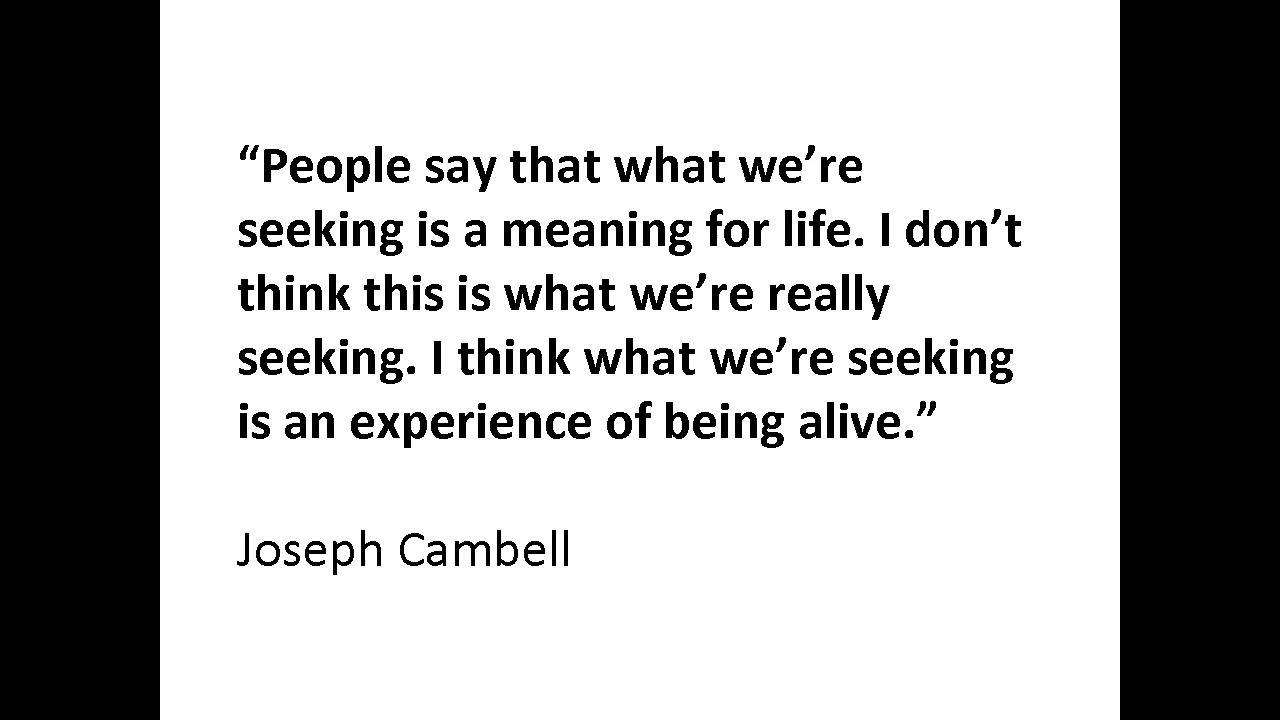 “People say that what we’re
seeking is a meaning for life. I don’t
think this is what we’re really
seeking. I think what we’re seeking
is an experience of being alive.”
Joseph Cambell